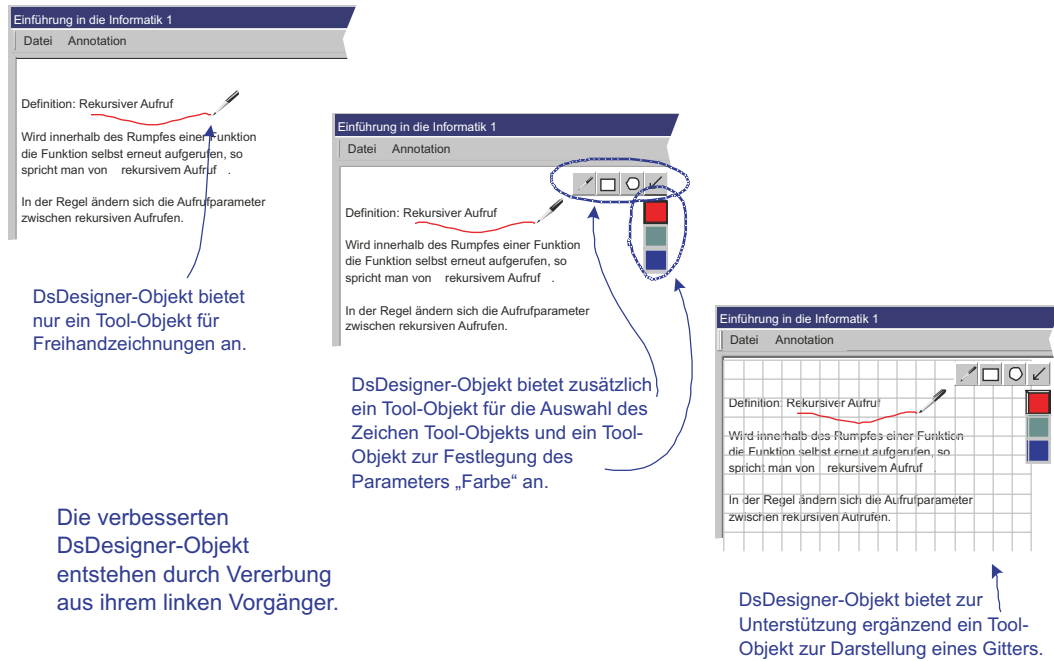 Einführung in die Informatik 1
Datei Annotation
Definition: Rekursiver Aufruf
Wird innerhalb des Rumpfes einer Funktion
die Funktion selbst erneut aufgerufen, so
spricht man von rekursivem Aufruf .
In der Regel ändern sich die Aufrufparameter
zwischen rekursiven Aufrufen.
DsDesigner-Objekt bietet
nur ein Tool-Objekt für
Freihandzeichnungen an.
Einführung in die Informatik 1
Datei Annotation
Definition: Rekursiver Aufruf
Wird innerhalb des Rumpfes einer Funktion
die Funktion selbst erneut aufgerufen, so
spricht man von rekursivem Aufruf .
In der Regel ändern sich die Aufrufparameter
zwischen rekursiven Aufrufen.
DsDesigner-Objekt bietet zusätzlich
ein Tool-Objekt für die Auswahl des
Zeichen Tool-Objekts und ein Tool-
Objekt zur Festlegung des
Parameters „Farbe“ an.
Einführung in die Informatik 1
Datei Annotation
Definition: Rekursiver Aufruf
Wird innerhalb des Rumpfes einer Funktion
die Funktion selbst erneut aufgerufen, so
spricht man von rekursivem Aufruf .
In der Regel ändern sich die Aufrufparameter
zwischen rekursiven Aufrufen.
DsDesigner-Objekt bietet zur
Unterstützung ergänzend ein Tool-
Objekt zur Darstellung eines Gitters.
Die verbesserten
DsDesigner-Objekt
entstehen durch Vererbung
aus ihrem linken Vorgänger.